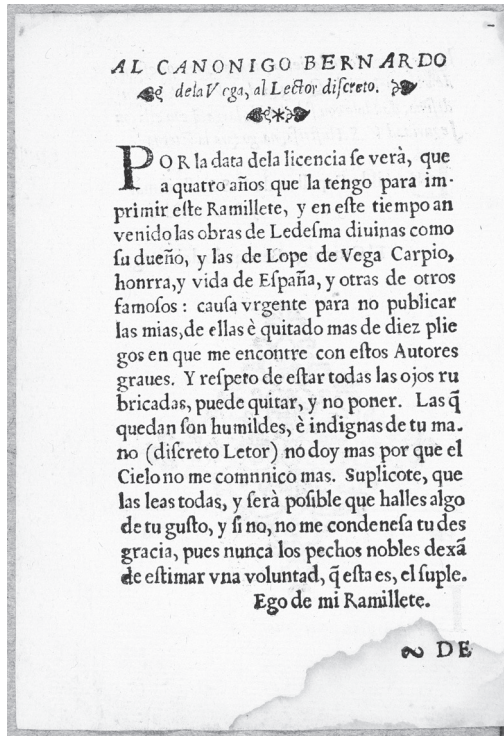 AL CANONIGO BERNARDO
dela Vega, al Lector diſcreto.
POR la data dela licencia ſe verà, que
a quatro años que la tengo para im-
primir eſte Ramillete, y en eſte tiempo an
venido las obras de Ledeſma diuinas como
ſu dueño, y las de Lope de Vega Carpio,
honrra,y vida de Eſpaña, y otras de otros
famoſos: cauſa vrgente para no publicar
las mias,de ellas è quitado mas de diez plie
gos en que me encontre con eſtos Autores
graues. Y reſpeto de eſtar todas las ojos ru
bricadas, puede quitar, y no poner. Las q̃
quedan ſon humildes, è indignas de tu ma-
no (diſcreto Letor) no doy mas por que el
Cielo no me comnnico mas. Suplicote, que
las leas todas, y ſerà poſible que halles algo
de tu guſto, y ſi no, no me condeneſa tu des
gracia, pues nunca los pechos nobles dexã
de eſtimar vna voluntad, q̃ eſta es, el ſuple.
Ego de mi Ramillete.
DE